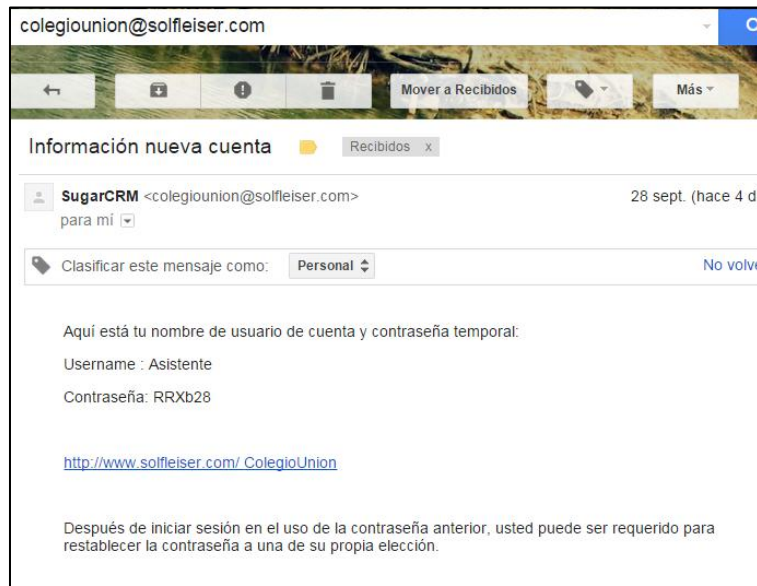 colegiounion@solfleiser.com
Mover a Recibidos
Más
Información nueva cuenta
Recibidos x
SugarCRM <colegiounion@solfleiser.com>
28 sept. (hace 4 d
para mí
Clasificar este mensaje como:
Personal
No volve
Aquí está tu nombre de usuario de cuenta y contraseña temporal:
Username : Asistente
Contraseña: RRXb28
http://www.solfleiser.com/ ColegioUnion
Después de iniciar sesión en el uso de la contraseña anterior, usted puede ser requerido para
restablecer la contraseña a una de su propia elección.